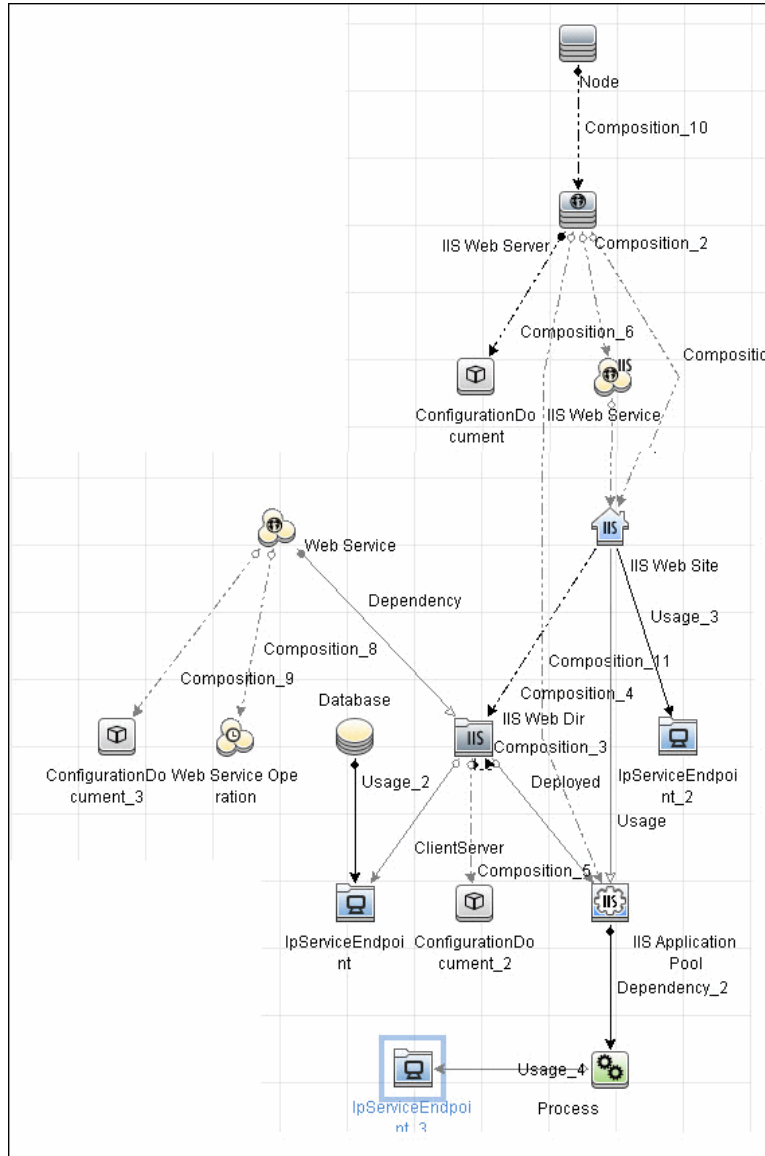 Node
Composition_10
IIS Web Server
Composition_2
Composition_6
Compositio
ConfigurationDo
cument
IIS
IIS Web Service
IIS
Web Service
IIS Web Site
Dependency
Usage_3
Composition_8
Composition_11
Composition_9
Composition_4
Database
IIS Web Dir
IIS
Composition_3
ConfigurationDo
cument_3
Web Service Ope
ration
Usage_2
Deployed
IpServiceEndpoi
nt_2
Usage
ClientServer
Composition_5
IIS
IpServiceEndpoi
nt
ConfigurationDo
cument_2
IIS Application
Pool
Dependency_2
Usage_4
Process
IpServiceEndpoi
nt_3